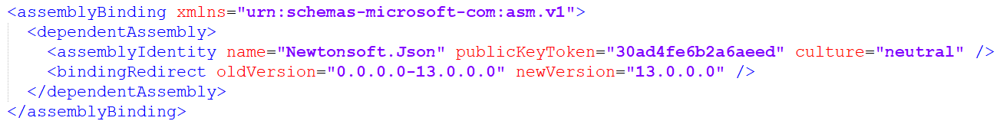 <assemblyBinding xmlns="urn:schemas-microsoft-com:asm.v1">
<dependentAssembly>
<assemblyIdentity name="Newtonsoft.Json" publicKeyToken="30ad4fe6b2a6aeed" culture="neutral" />
<bindingRedirect oldVersion="0.0.0.0-13.0.0.0" newVersion="13.0.0.0" />
</dependentAssembly>
</assemblyBinding>